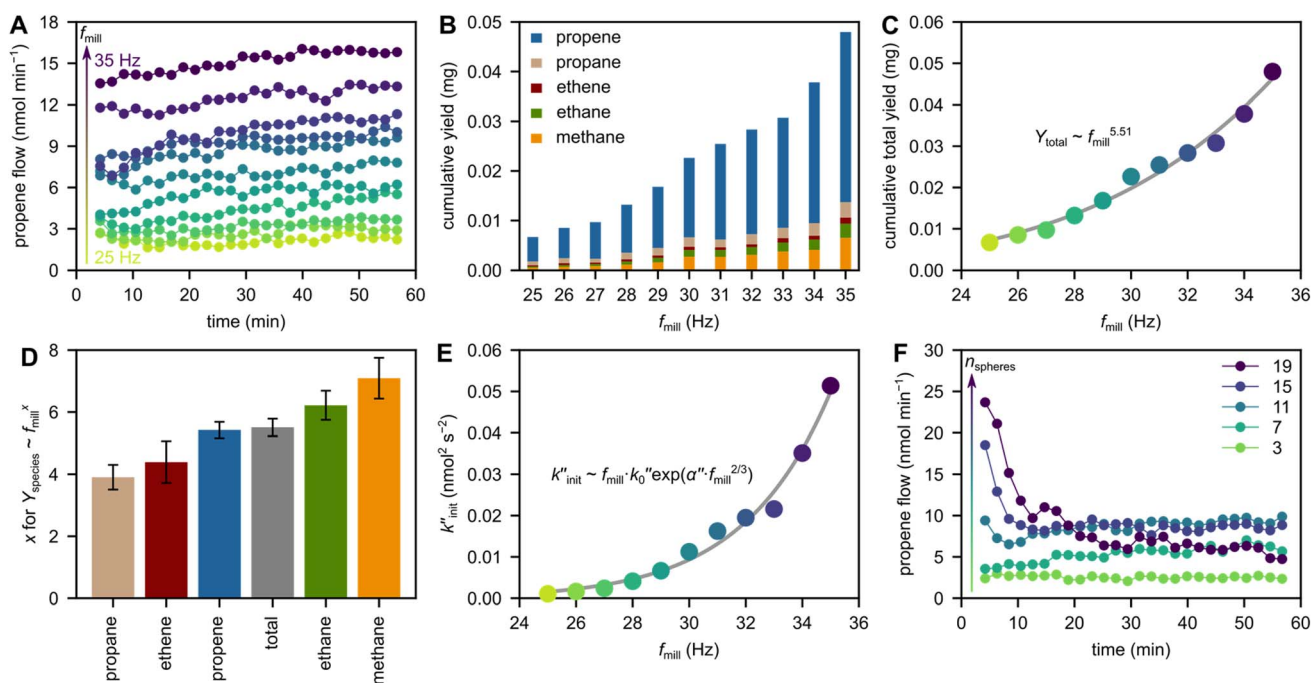 A
f_mill
35 Hz
25 Hz
propene flow (nmol min⁻¹)
18
15
12
9
6
3
0
0 10 20 30 40 50 60
time (min)
B
propene
propane
ethene
ethane
methane
cumulative yield (mg)
0.05
0.04
0.03
0.02
0.01
0.00
25 26 27 28 29 30 31 32 33 34 35
f_mill (Hz)
C
Y_total ~ f_mill^5.51
cumulative total yield (mg)
0.06
0.05
0.04
0.03
0.02
0.01
0.00
24 26 28 30 32 34 36
f_mill (Hz)
D
x for Y_species ~ f_mill^x
8
6
4
2
0
propane
ethene
propene
total
ethane
methane
E
k″_init ~ f_mill·k₀″exp(α″·f_mill^2/3)
k″_init (nmol² s⁻²)
0.06
0.05
0.04
0.03
0.02
0.01
0.00
24 26 28 30 32 34 36
f_mill (Hz)
F
n_spheres
19
15
11
7
3
propene flow (nmol min⁻¹)
30
25
20
15
10
5
0
0 10 20 30 40 50 60
time (min)